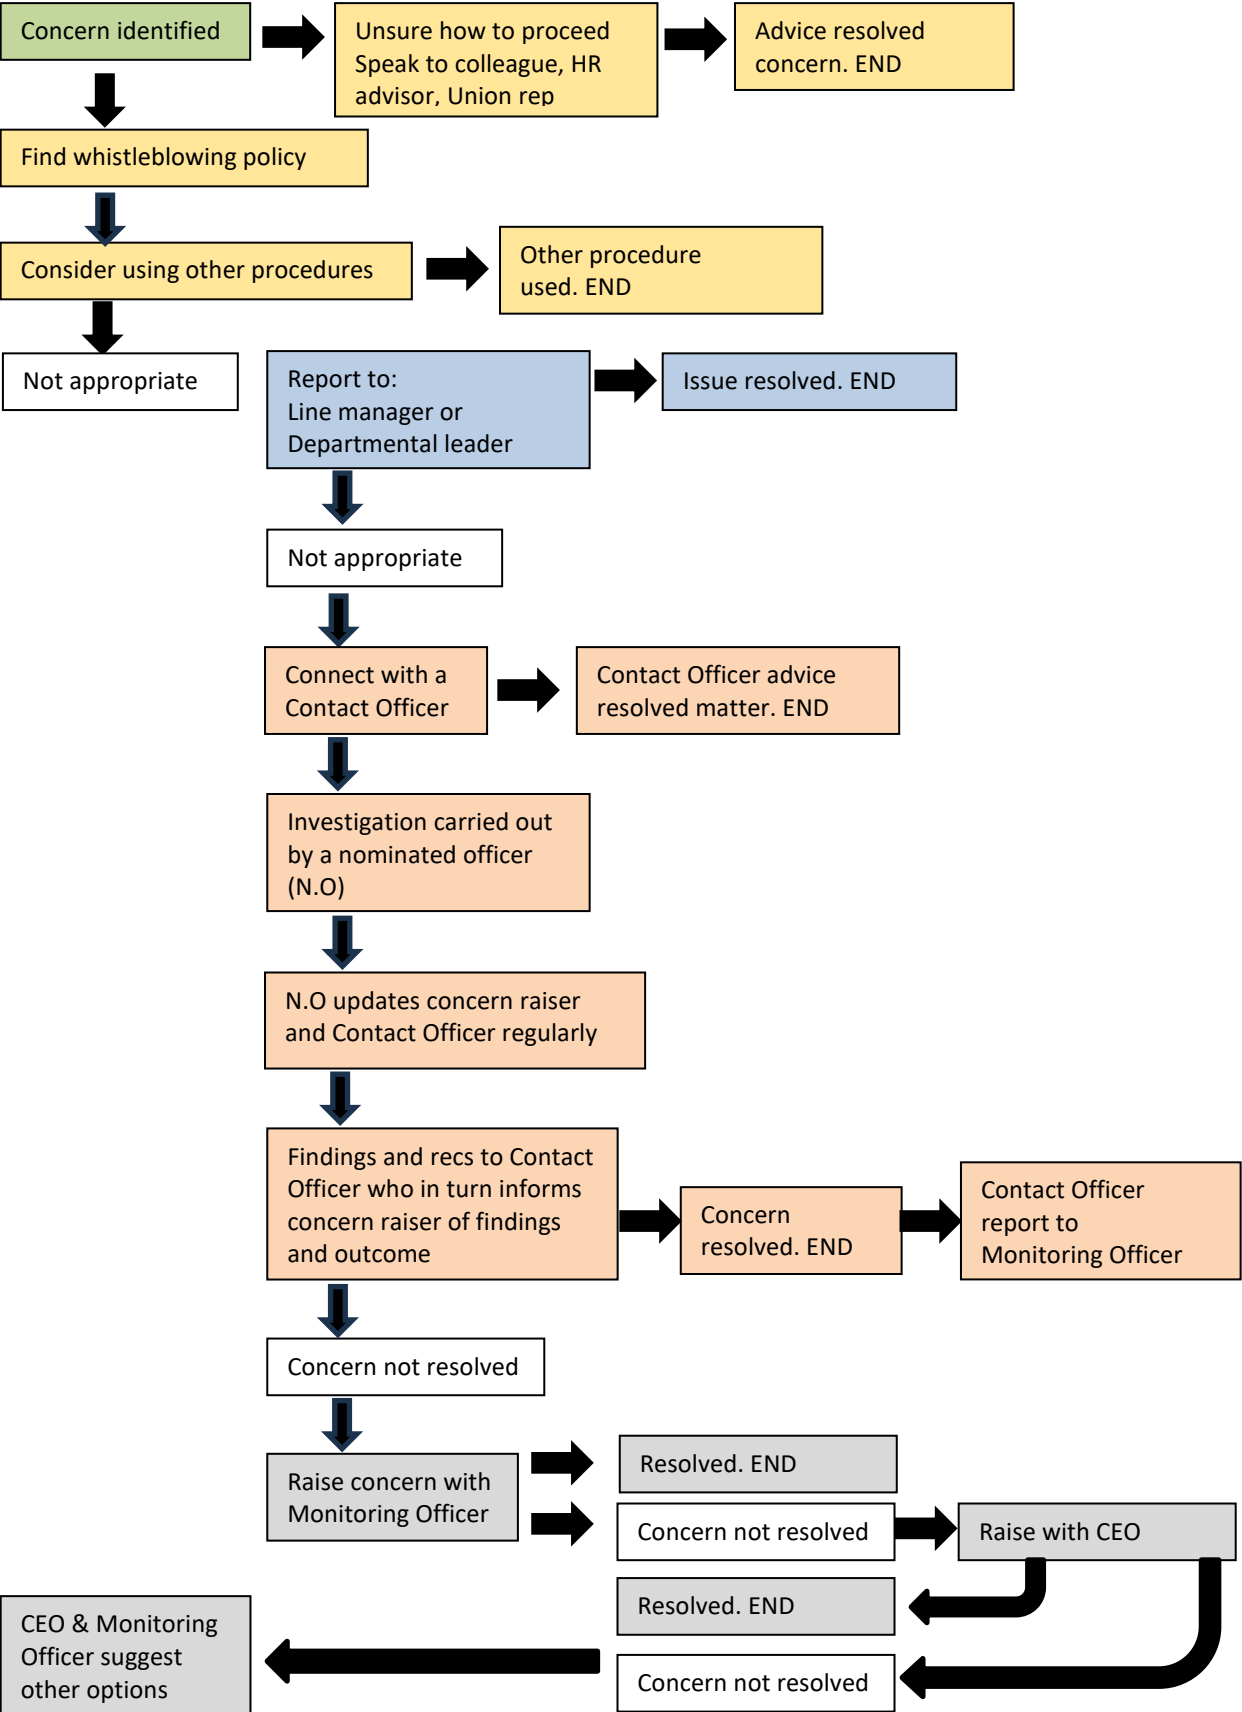 Concern identified
Unsure how to proceed
Speak to colleague, HR
advisor, Union rep
Advice resolved
concern. END
Find whistleblowing policy
Consider using other procedures
Other procedure
used. END
Not appropriate
Report to:
Line manager or
Departmental leader
Issue resolved. END
Not appropriate
Connect with a
Contact Officer
Contact Officer advice
resolved matter. END
Investigation carried out
by a nominated officer
(N.O)
N.O updates concern raiser
and Contact Officer regularly
Findings and recs to Contact
Officer who in turn informs
concern raiser of findings
and outcome
Concern
resolved. END
Contact Officer
report to
Monitoring Officer
Concern not resolved
Raise concern with
Monitoring Officer
Resolved. END
Concern not resolved
Raise with CEO
Resolved. END
Concern not resolved
CEO & Monitoring
Officer suggest
other options